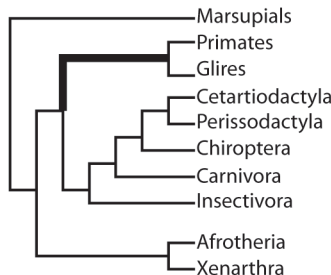 Marsupials
Primates
Glires
Cetartiodactyla
Perissodactyla
Chiroptera
Carnivora
Insectivora
Afrotheria
Xenarthra